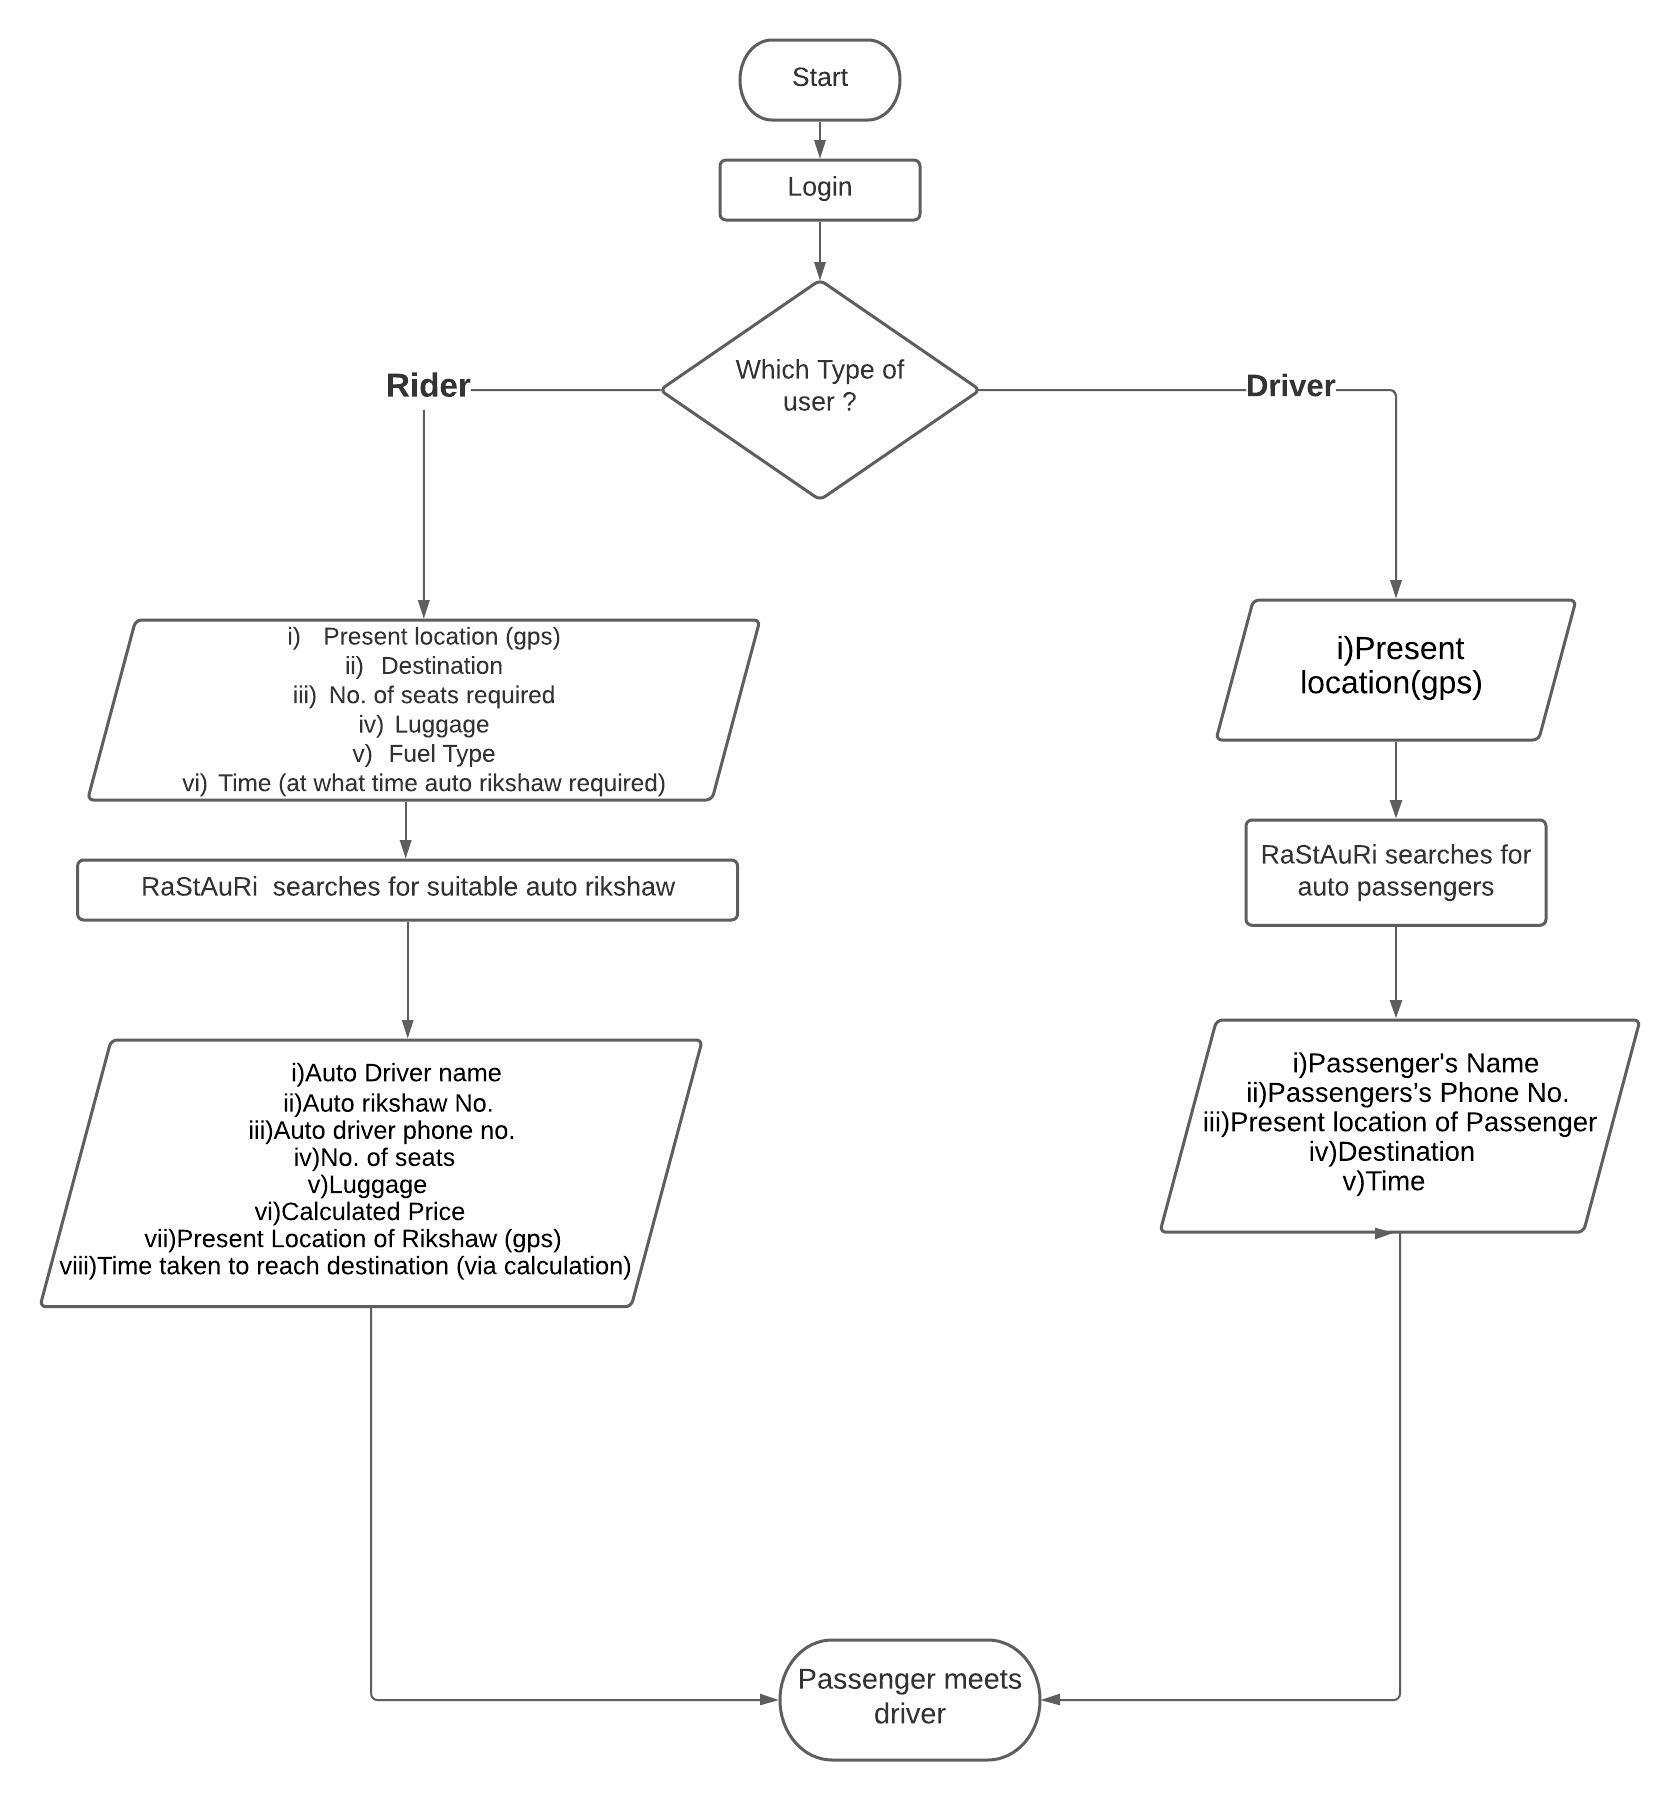 Start
Login
Which Type of
user ?
Rider
Driver
i) Present location (gps)
ii) Destination
iii) No. of seats required
iv) Luggage
v) Fuel Type
vi) Time (at what time auto rikshaw required)
RaStAuRi searches for suitable auto rikshaw
i)Auto Driver name
ii)Auto rikshaw No.
iii)Auto driver phone no.
iv)No. of seats
v)Luggage
vi)Calculated Price
vii)Present Location of Rikshaw (gps)
viii)Time taken to reach destination (via calculation)
i)Present
location(gps)
RaStAuRi searches for
auto passengers
i)Passenger's Name
ii)Passengers’s Phone No.
iii)Present location of Passenger
iv)Destination
v)Time
Passenger meets
driver